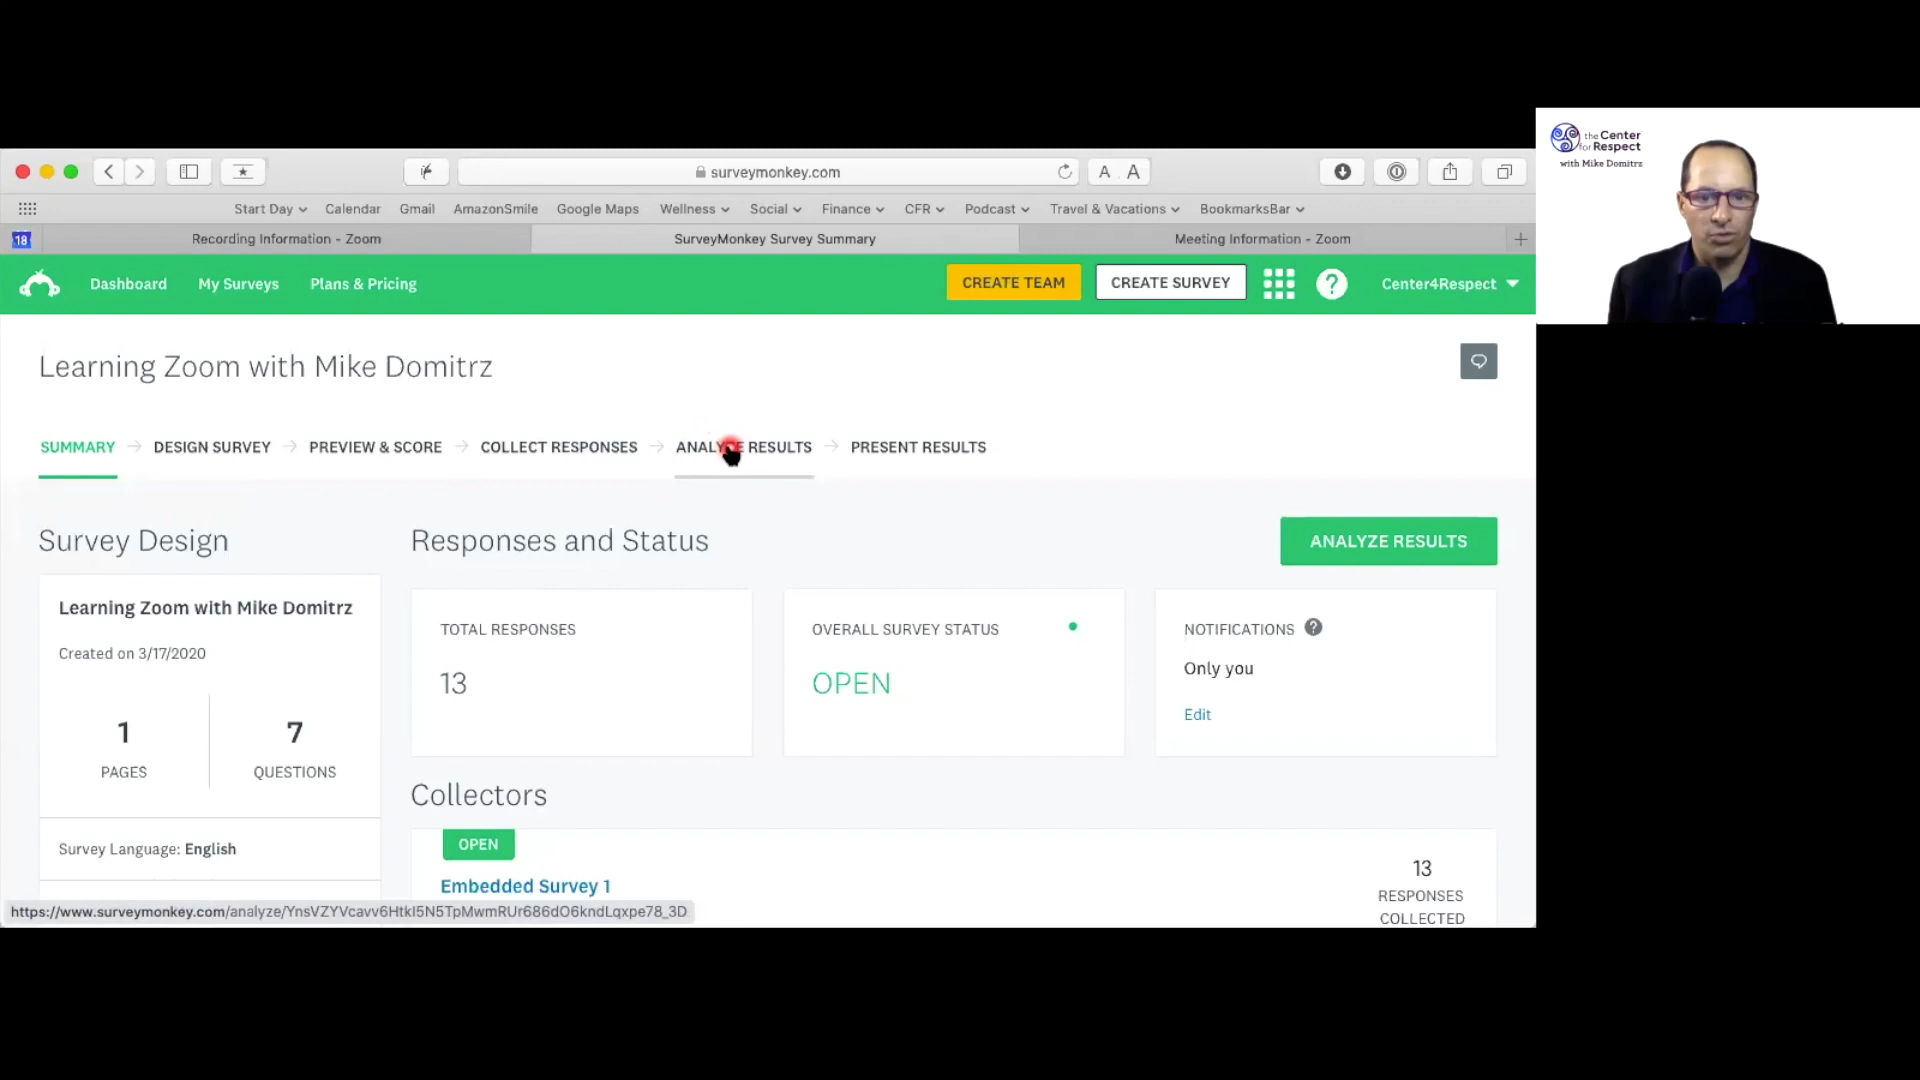 the Center
for Respect
with Mike Domitrz
surveymonkey.com
A A
Start Day Calendar Gmail AmazonSmile Google Maps Wellness Social Finance CFR Podcast Travel & Vacations BookmarksBar
18 Recording Information - Zoom SurveyMonkey Survey Summary Meeting Information - Zoom
Dashboard My Surveys Plans & Pricing CREATE TEAM CREATE SURVEY ? Center4Respect
Learning Zoom with Mike Domitrz
SUMMARY DESIGN SURVEY PREVIEW & SCORE COLLECT RESPONSES ANALYZE RESULTS PRESENT RESULTS
Survey Design
Responses and Status
ANALYZE RESULTS
Learning Zoom with Mike Domitrz
Created on 3/17/2020
1
PAGES
7
QUESTIONS
Survey Language: English
TOTAL RESPONSES
13
OVERALL SURVEY STATUS
OPEN
NOTIFICATIONS ?
Only you
Edit
Collectors
OPEN
Embedded Survey 1
13
RESPONSES
COLLECTED
https://www.surveymonkey.com/analyze/YnsVZYVcavv6HtkI5N5TpMwmRUr686dO6kndLqxpe78_3D